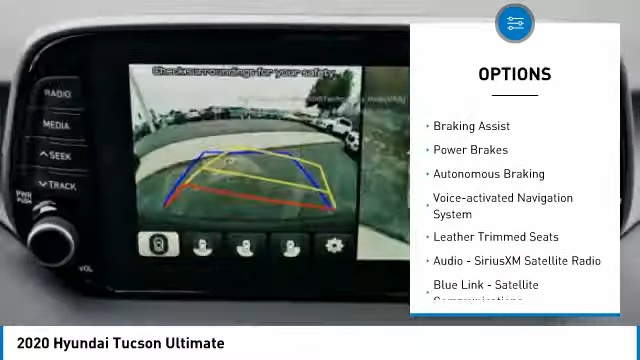 Check surroundings for your safety.
RADIO
MEDIA
SEEK
TRACK
PWR
PUSH
VOL
OPTIONS
Braking Assist
Power Brakes
Autonomous Braking
Voice-activated Navigation
System
Leather Trimmed Seats
Audio - SiriusXM Satellite Radio
Blue Link - Satellite
Communications
2020 Hyundai Tucson Ultimate